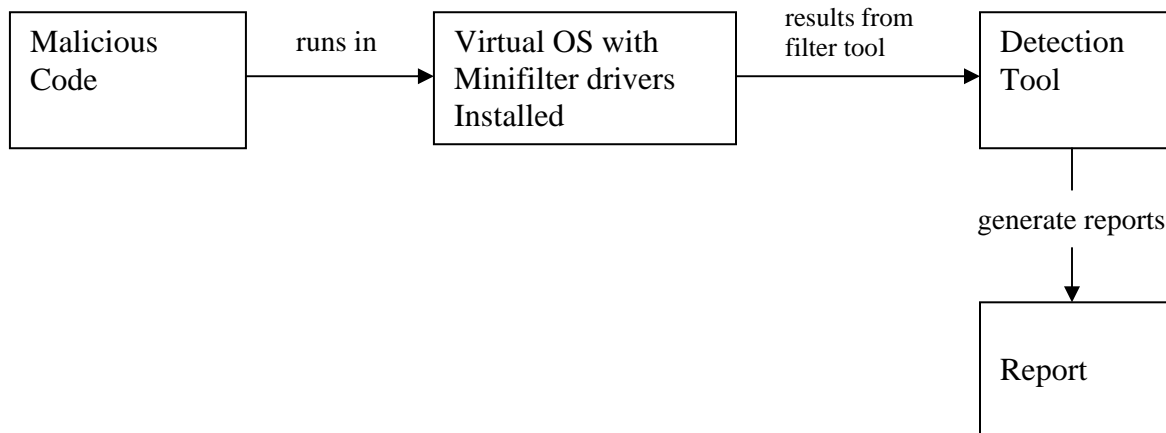 Malicious
Code
runs in
Virtual OS with
Minifilter drivers
Installed
results from
filter tool
Detection
Tool
generate reports
Report